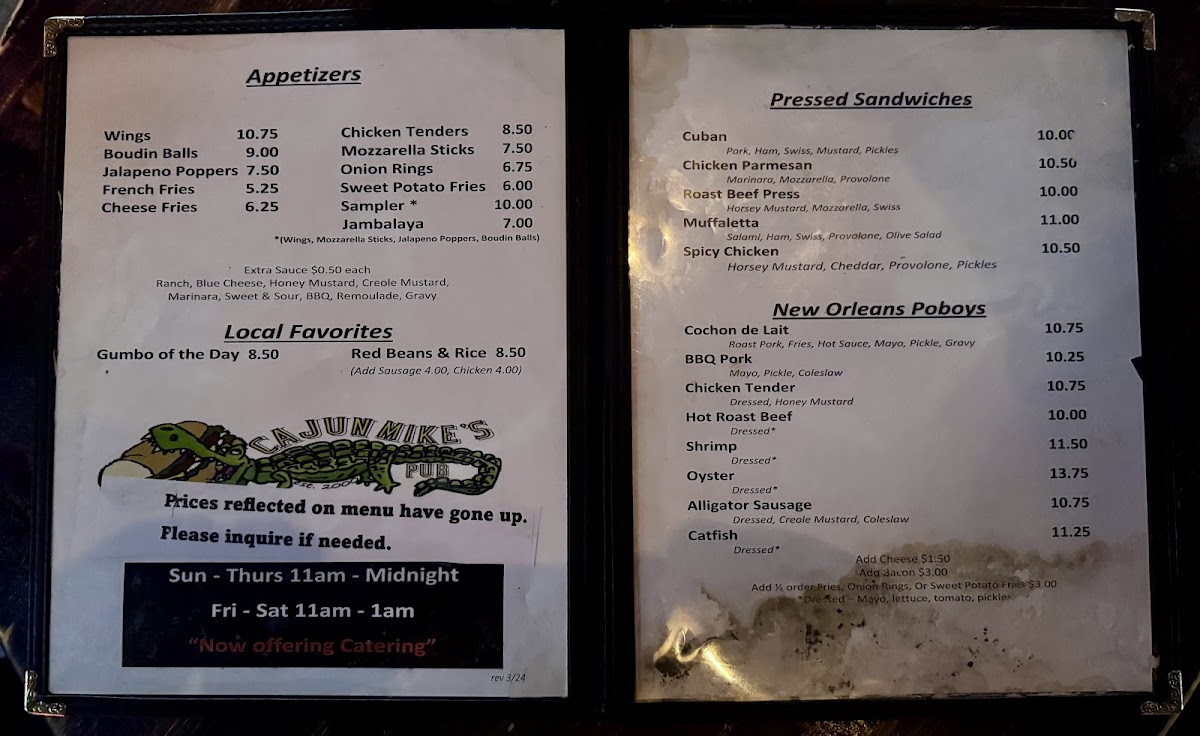 Appetizers
Wings 10.75
Boudin Balls 9.00
Jalapeno Poppers 7.50
French Fries 5.25
Cheese Fries 6.25
Chicken Tenders 8.50
Mozzarella Sticks 7.50
Onion Rings 6.75
Sweet Potato Fries 6.00
Sampler * 10.00
Jambalaya 7.00
*(Wings, Mozzarella Sticks, Jalapeno Poppers, Boudin Balls)
Extra Sauce $0.50 each
Ranch, Blue Cheese, Honey Mustard, Creole Mustard,
Marinara, Sweet & Sour, BBQ, Remoulade, Gravy
Local Favorites
Gumbo of the Day 8.50
Red Beans & Rice 8.50
(Add Sausage 4.00, Chicken 4.00)
CAJUN MIKE'S
PUB
est. 2000
Prices reflected on menu have gone up.
Please inquire if needed.
Sun - Thurs 11am - Midnight
Fri - Sat 11am - 1am
"Now offering Catering"
rev 3/24
Pressed Sandwiches
Cuban 10.00
Pork, Ham, Swiss, Mustard, Pickles
Chicken Parmesan 10.50
Marinara, Mozzarella, Provolone
Roast Beef Press 10.00
Horsey Mustard, Mozzarella, Swiss
Muffaletta 11.00
Salami, Ham, Swiss, Provolone, Olive Salad
Spicy Chicken 10.50
Horsey Mustard, Cheddar, Provolone, Pickles
New Orleans Poboys
Cochon de Lait 10.75
Roast Pork, Fries, Hot Sauce, Mayo, Pickle, Gravy
BBQ Pork 10.25
Mayo, Pickle, Coleslaw
Chicken Tender 10.75
Dressed, Honey Mustard
Hot Roast Beef 10.00
Dressed*
Shrimp 11.50
Dressed*
Oyster 13.75
Dressed*
Alligator Sausage 10.75
Dressed, Creole Mustard, Coleslaw
Catfish 11.25
Dressed*
Add Cheese $1.50
Add Bacon $3.00
Add ½ order Fries, Onion Rings, Or Sweet Potato Fries $3.00
*Dressed - Mayo, lettuce, tomato, pickles